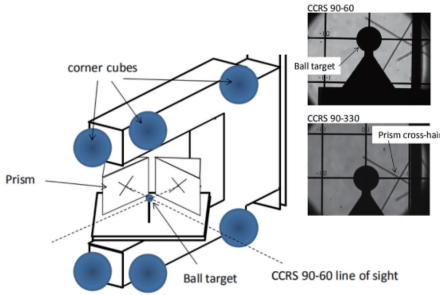 CCRS 90-60
corner cubes
Ball target
CCRS 90-330
Prism cross-hair
Prism
Ball target
CCRS 90-60 line of sight